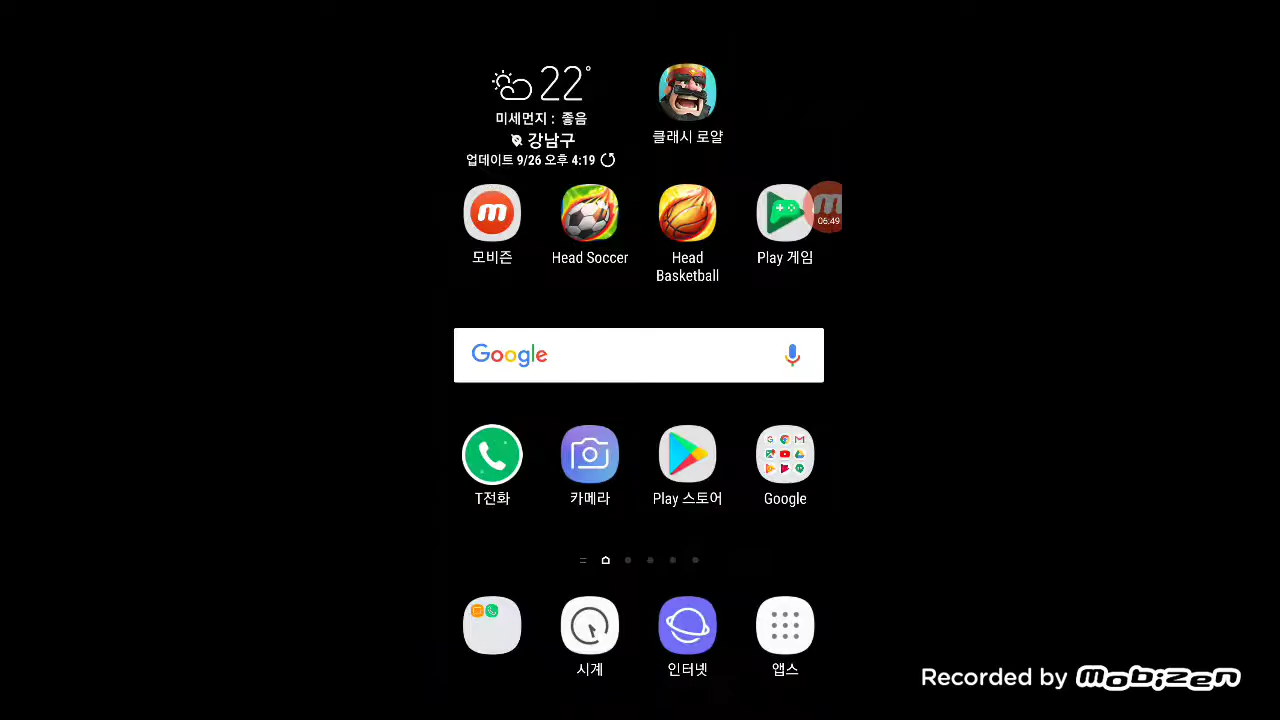 22°
미세먼지 : 좋음
강남구
업데이트 9/26 오후 4:19
클래시 로얄
06:49
모비즌
Head Soccer
Head
Basketball
Play 게임
Google
T전화
카메라
Play 스토어
Google
시계
인터넷
앱스
Recorded by mobizen